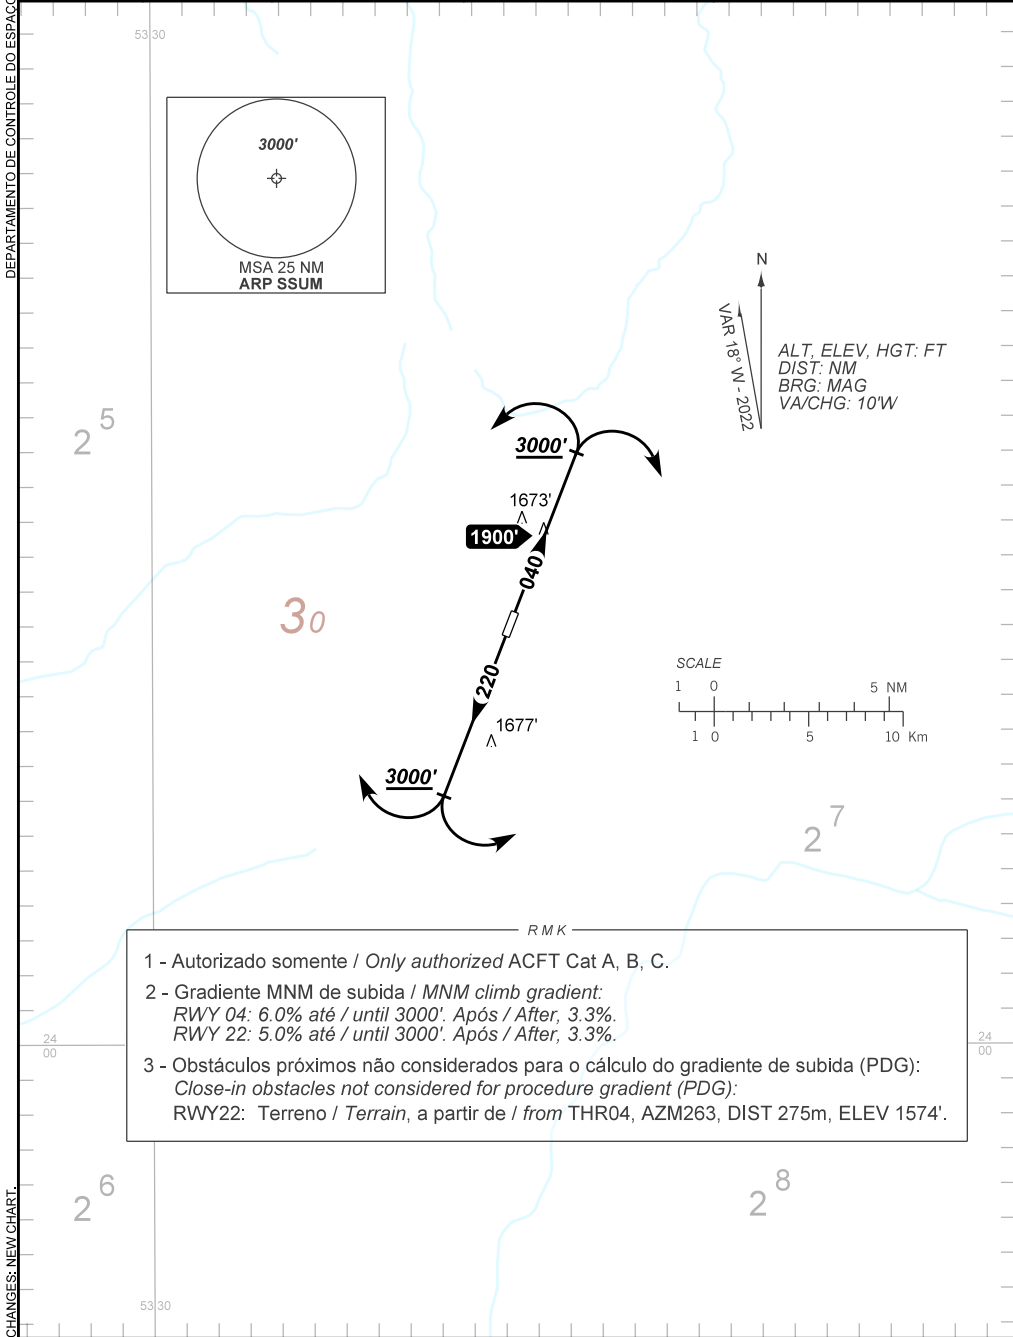 DEPARTAMENTO DE CONTROLE DO ESPAÇO
53 30
3000'
MSA 25 NM
ARP SSUM
N
VAR 18° W - 2022
ALT, ELEV, HGT: FT
DIST: NM
BRG: MAG
VA/CHG: 10'W
2 5
3000'
1673'
1900'
040
3 0
SCALE
1 0 5 NM
1 0 5 10 Km
220
1677'
3000'
2 7
RMK
1 - Autorizado somente / Only authorized ACFT Cat A, B, C.
2 - Gradiente MNM de subida / MNM climb gradient:
RWY 04: 6.0% até / until 3000'. Após / After, 3.3%.
RWY 22: 5.0% até / until 3000'. Após / After, 3.3%.
24
00
24
00
3 - Obstáculos próximos não considerados para o cálculo do gradiente de subida (PDG):
Close-in obstacles not considered for procedure gradient (PDG):
RWY22: Terreno / Terrain, a partir de / from THR04, AZM263, DIST 275m, ELEV 1574'.
2 6
2 8
CHANGES: NEW CHART.
53 30